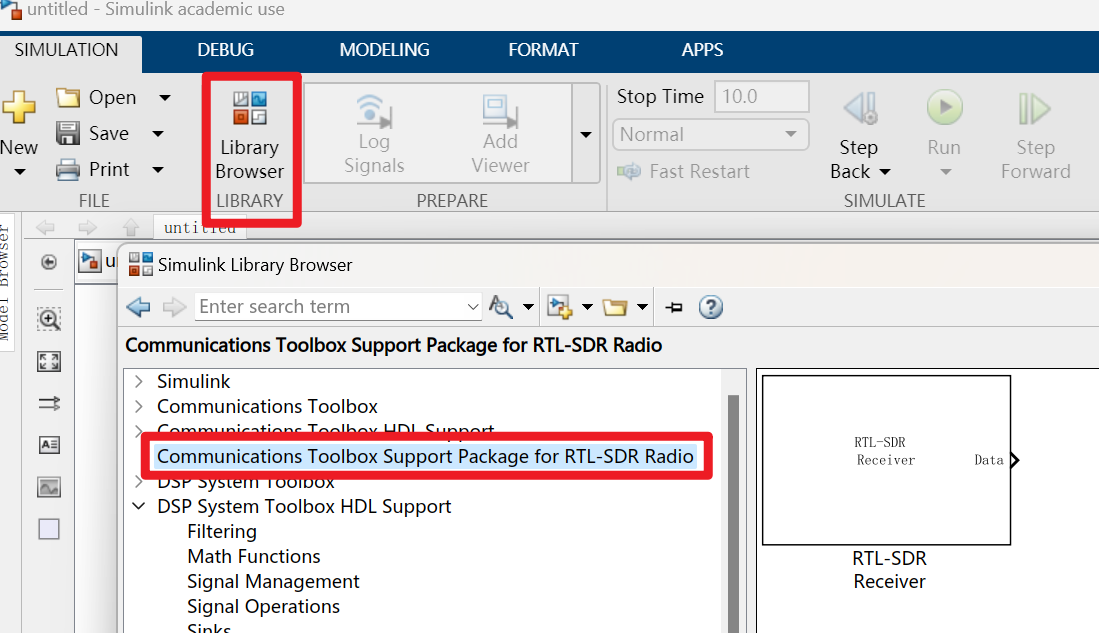 untitled - Simulink academic use
SIMULATION DEBUG MODELING FORMAT APPS
New
Open
Save
Print
FILE
Library
Browser
LIBRARY
Log
Signals
Add
Viewer
PREPARE
Stop Time 10.0
Normal
Fast Restart
Step
Back
Run
Step
Forward
SIMULATE
Model Browser
untitled
u
Simulink Library Browser
Enter search term
Communications Toolbox Support Package for RTL-SDR Radio
Simulink
Communications Toolbox
Communications Toolbox HDL Support
Communications Toolbox Support Package for RTL-SDR Radio
DSP System Toolbox
DSP System Toolbox HDL Support
Filtering
Math Functions
Signal Management
Signal Operations
Sinks
RTL-SDR
Receiver
Data
RTL-SDR
Receiver